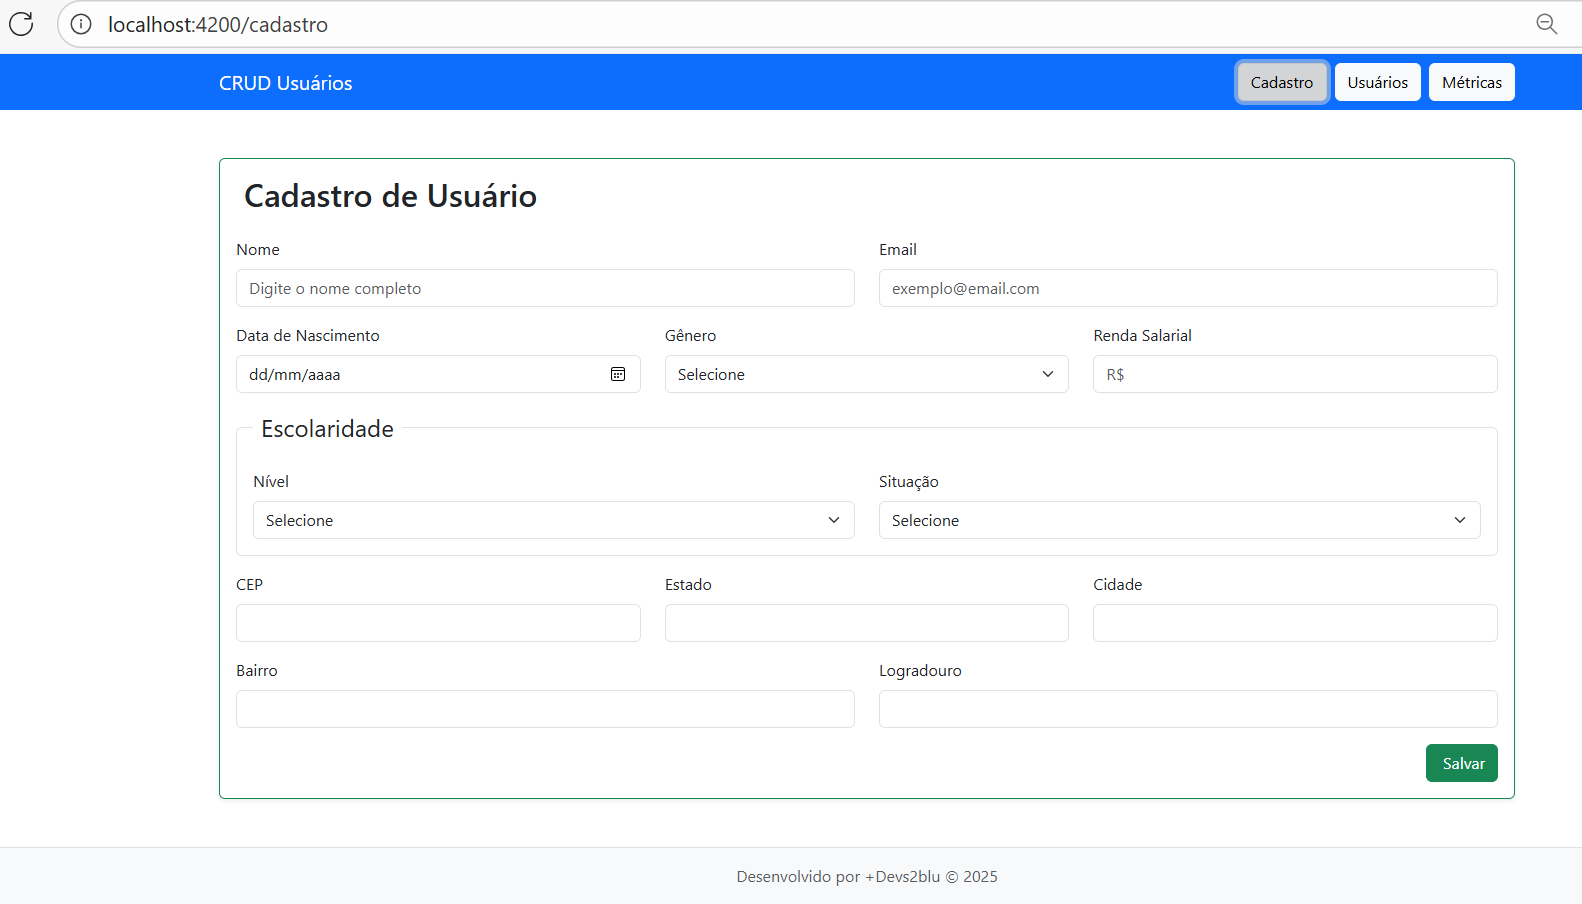 localhost:4200/cadastro
CRUD Usuários
Cadastro
Usuários
Métricas
Cadastro de Usuário
Nome
Email
Digite o nome completo
exemplo@email.com
Data de Nascimento
Gênero
Renda Salarial
dd/mm/aaaa
Selecione
R$
Escolaridade
Nível
Situação
Selecione
Selecione
CEP
Estado
Cidade
Bairro
Logradouro
Salvar
Desenvolvido por +Devs2blu © 2025